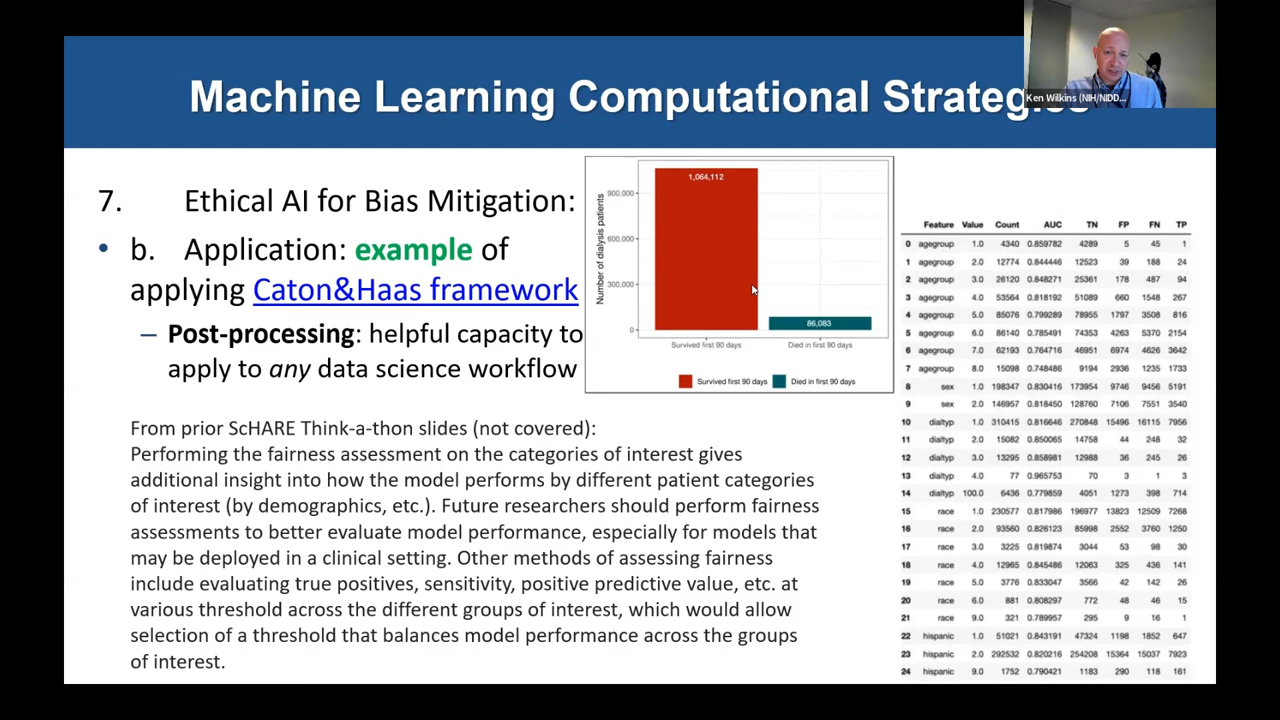 Machine Learning Computational Strategies
Ken Wilkins (NIH/NIDD...
7. Ethical AI for Bias Mitigation:
• b. Application: example of
applying Caton&Haas framework
– Post-processing: helpful capacity to
apply to any data science workflow
From prior ScHARE Think-a-thon slides (not covered):
Performing the fairness assessment on the categories of interest gives
additional insight into how the model performs by different patient categories
of interest (by demographics, etc.). Future researchers should perform fairness
assessments to better evaluate model performance, especially for models that
may be deployed in a clinical setting. Other methods of assessing fairness
include evaluating true positives, sensitivity, positive predictive value, etc. at
various threshold across the different groups of interest, which would allow
selection of a threshold that balances model performance across the groups
of interest.
Number of dialysis patients
900,000
600,000
300,000
0
1,064,112
86,083
Survived first 90 days Died in first 90 days
Survived first 90 days Died in first 90 days
Feature Value Count AUC TN FP FN TP
0 agegroup 1.0 4340 0.859782 4289 5 45 1
1 agegroup 2.0 12774 0.844446 12523 39 188 24
2 agegroup 3.0 26120 0.848271 25361 178 487 94
3 agegroup 4.0 53564 0.818192 51089 660 1548 267
4 agegroup 5.0 85076 0.799289 78955 1797 3508 816
5 agegroup 6.0 86140 0.785491 74353 4263 5370 2154
6 agegroup 7.0 62193 0.764716 46951 6974 4626 3642
7 agegroup 8.0 15098 0.748486 9194 2936 1235 1733
8 sex 1.0 198347 0.830416 173954 9746 9456 5191
9 sex 2.0 146957 0.818450 128760 7106 7551 3540
10 dialtyp 1.0 310415 0.816646 270848 15496 16115 7956
11 dialtyp 2.0 15082 0.850065 14758 44 248 32
12 dialtyp 3.0 13295 0.858981 12988 36 245 26
13 dialtyp 4.0 77 0.965753 70 3 1 3
14 dialtyp 100.0 6436 0.779859 4051 1273 398 714
15 race 1.0 230577 0.817986 196977 13823 12509 7268
16 race 2.0 93560 0.826123 85998 2552 3760 1250
17 race 3.0 3225 0.819874 3044 53 98 30
18 race 4.0 12965 0.845486 12063 325 436 141
19 race 5.0 3776 0.833047 3566 42 142 26
20 race 6.0 881 0.808297 772 48 46 15
21 race 9.0 321 0.789957 295 9 16 1
22 hispanic 1.0 51021 0.843191 47324 1198 1852 647
23 hispanic 2.0 292532 0.820216 254208 15364 15037 7923
24 hispanic 9.0 1752 0.790421 1183 290 118 161